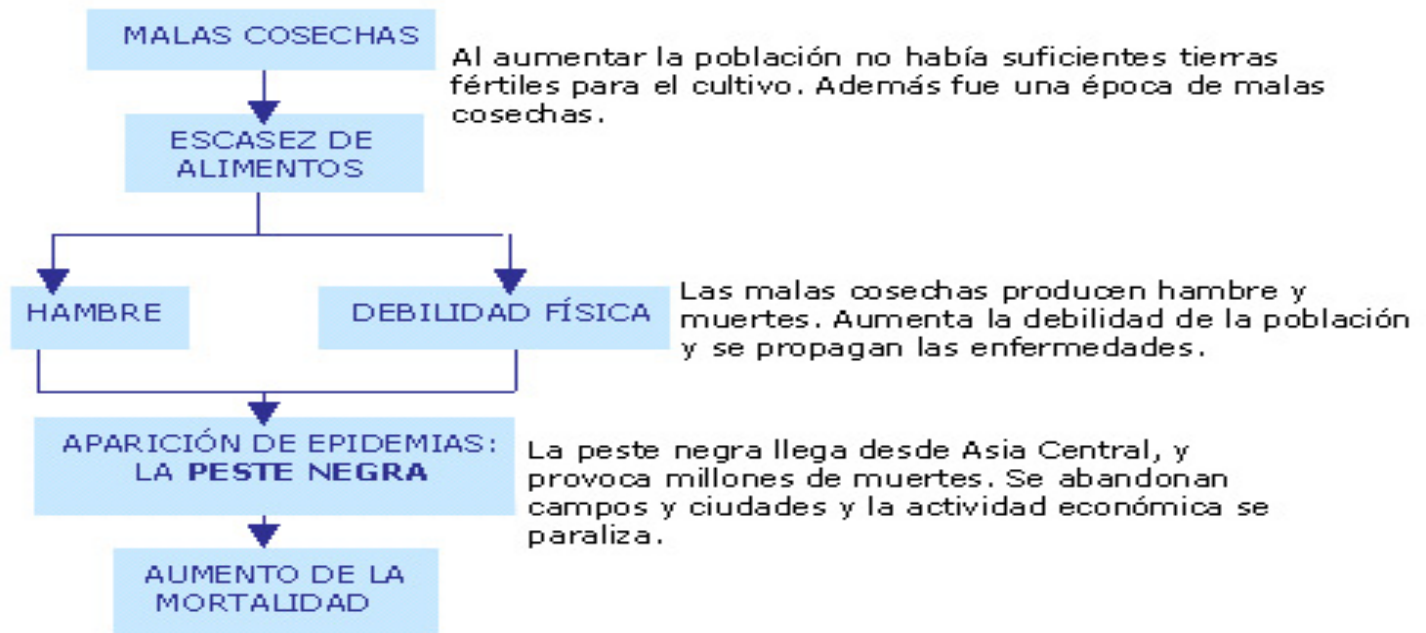 MALAS COSECHAS
Al aumentar la población no había suficientes tierras
fértiles para el cultivo. Además fue una época de malas
cosechas.
ESCASEZ DE
ALIMENTOS
HAMBRE
DEBILIDAD FÍSICA
Las malas cosechas producen hambre y
muertes. Aumenta la debilidad de la población
y se propagan las enfermedades.
APARICIÓN DE EPIDEMIAS:
LA PESTE NEGRA
La peste negra llega desde Asia Central, y
provoca millones de muertes. Se abandonan
campos y ciudades y la actividad económica se
paraliza.
AUMENTO DE LA
MORTALIDAD